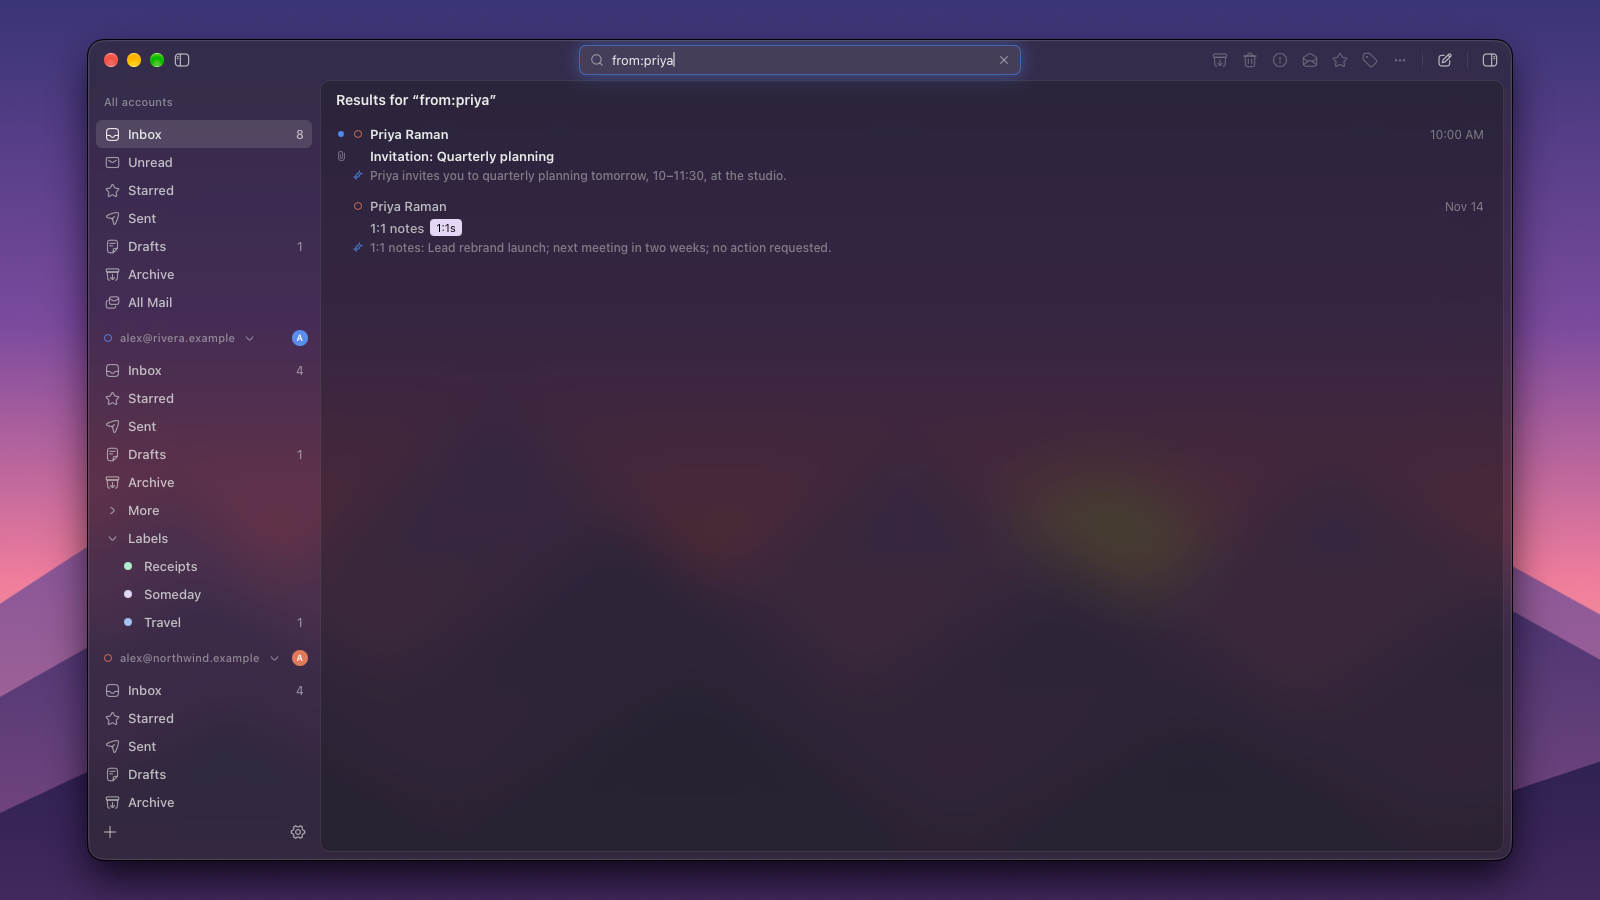 from:priya
All accounts
Inbox 8
Unread
Starred
Sent
Drafts 1
Archive
All Mail
alex@rivera.example A
Inbox 4
Starred
Sent
Drafts 1
Archive
More
Labels
Receipts
Someday
Travel 1
alex@northwind.example A
Inbox 4
Starred
Sent
Drafts
Archive
Results for “from:priya”
Priya Raman 10:00 AM
Invitation: Quarterly planning
Priya invites you to quarterly planning tomorrow, 10–11:30, at the studio.
Priya Raman Nov 14
1:1 notes 1:1s
1:1 notes: Lead rebrand launch; next meeting in two weeks; no action requested.